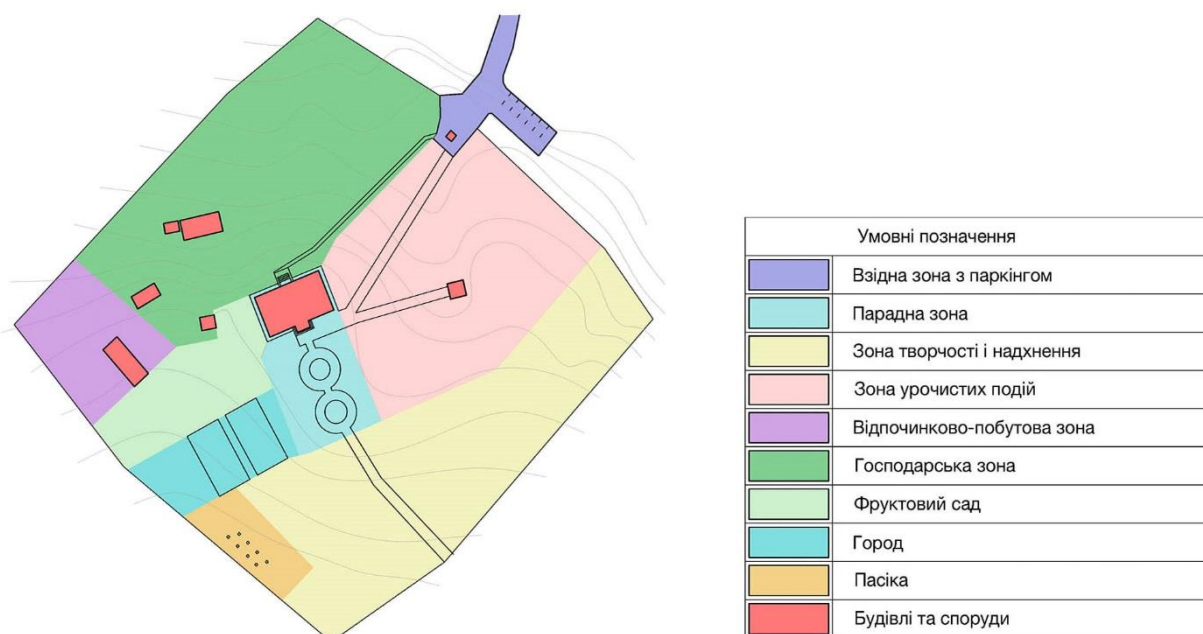 Умовні позначення
Взідна зона з паркінгом
Парадна зона
Зона творчості і надхнення
Зона урочистих подій
Відпочинково-побутова зона
Господарська зона
Фруктовий сад
Город
Пасіка
Будівлі та споруди